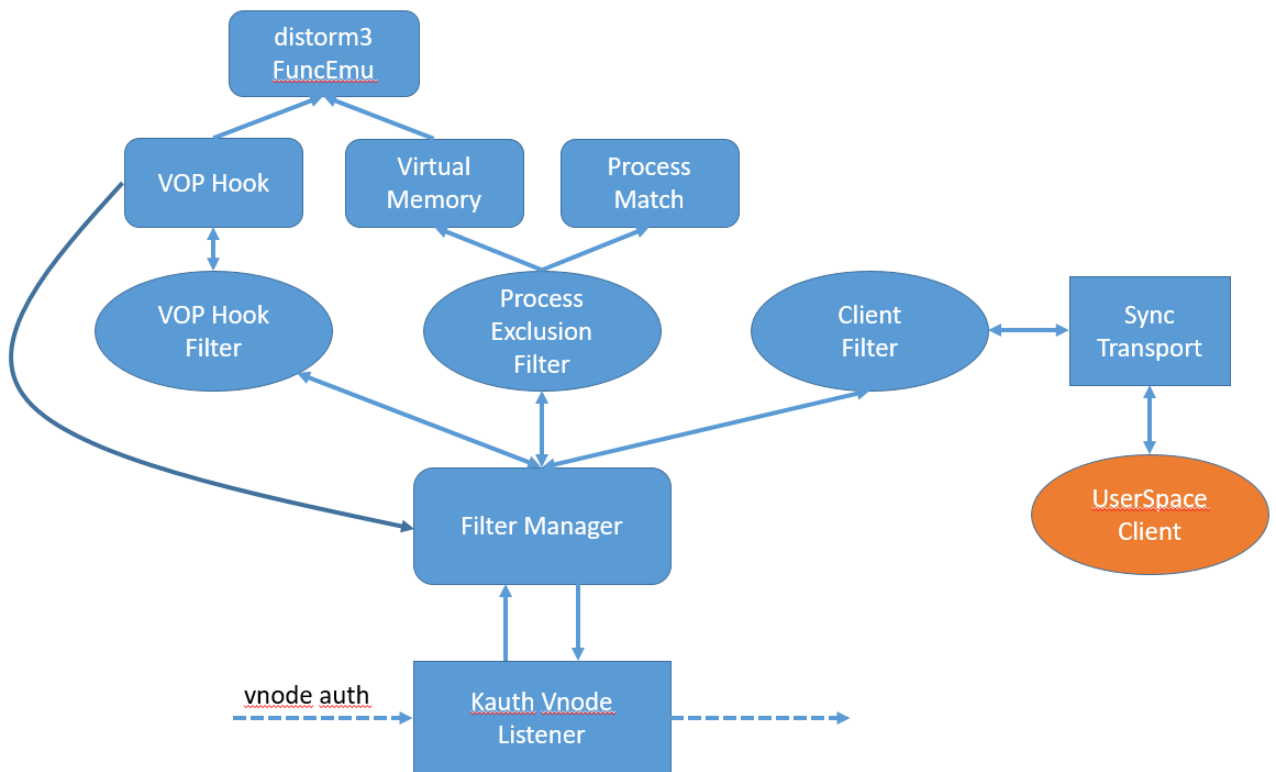 distorm3
FuncEmu
VOP Hook
Virtual
Memory
Process
Match
VOP Hook
Filter
Process
Exclusion
Filter
Client
Filter
Sync
Transport
UserSpace
Client
Filter Manager
vnode auth
Kauth Vnode
Listener